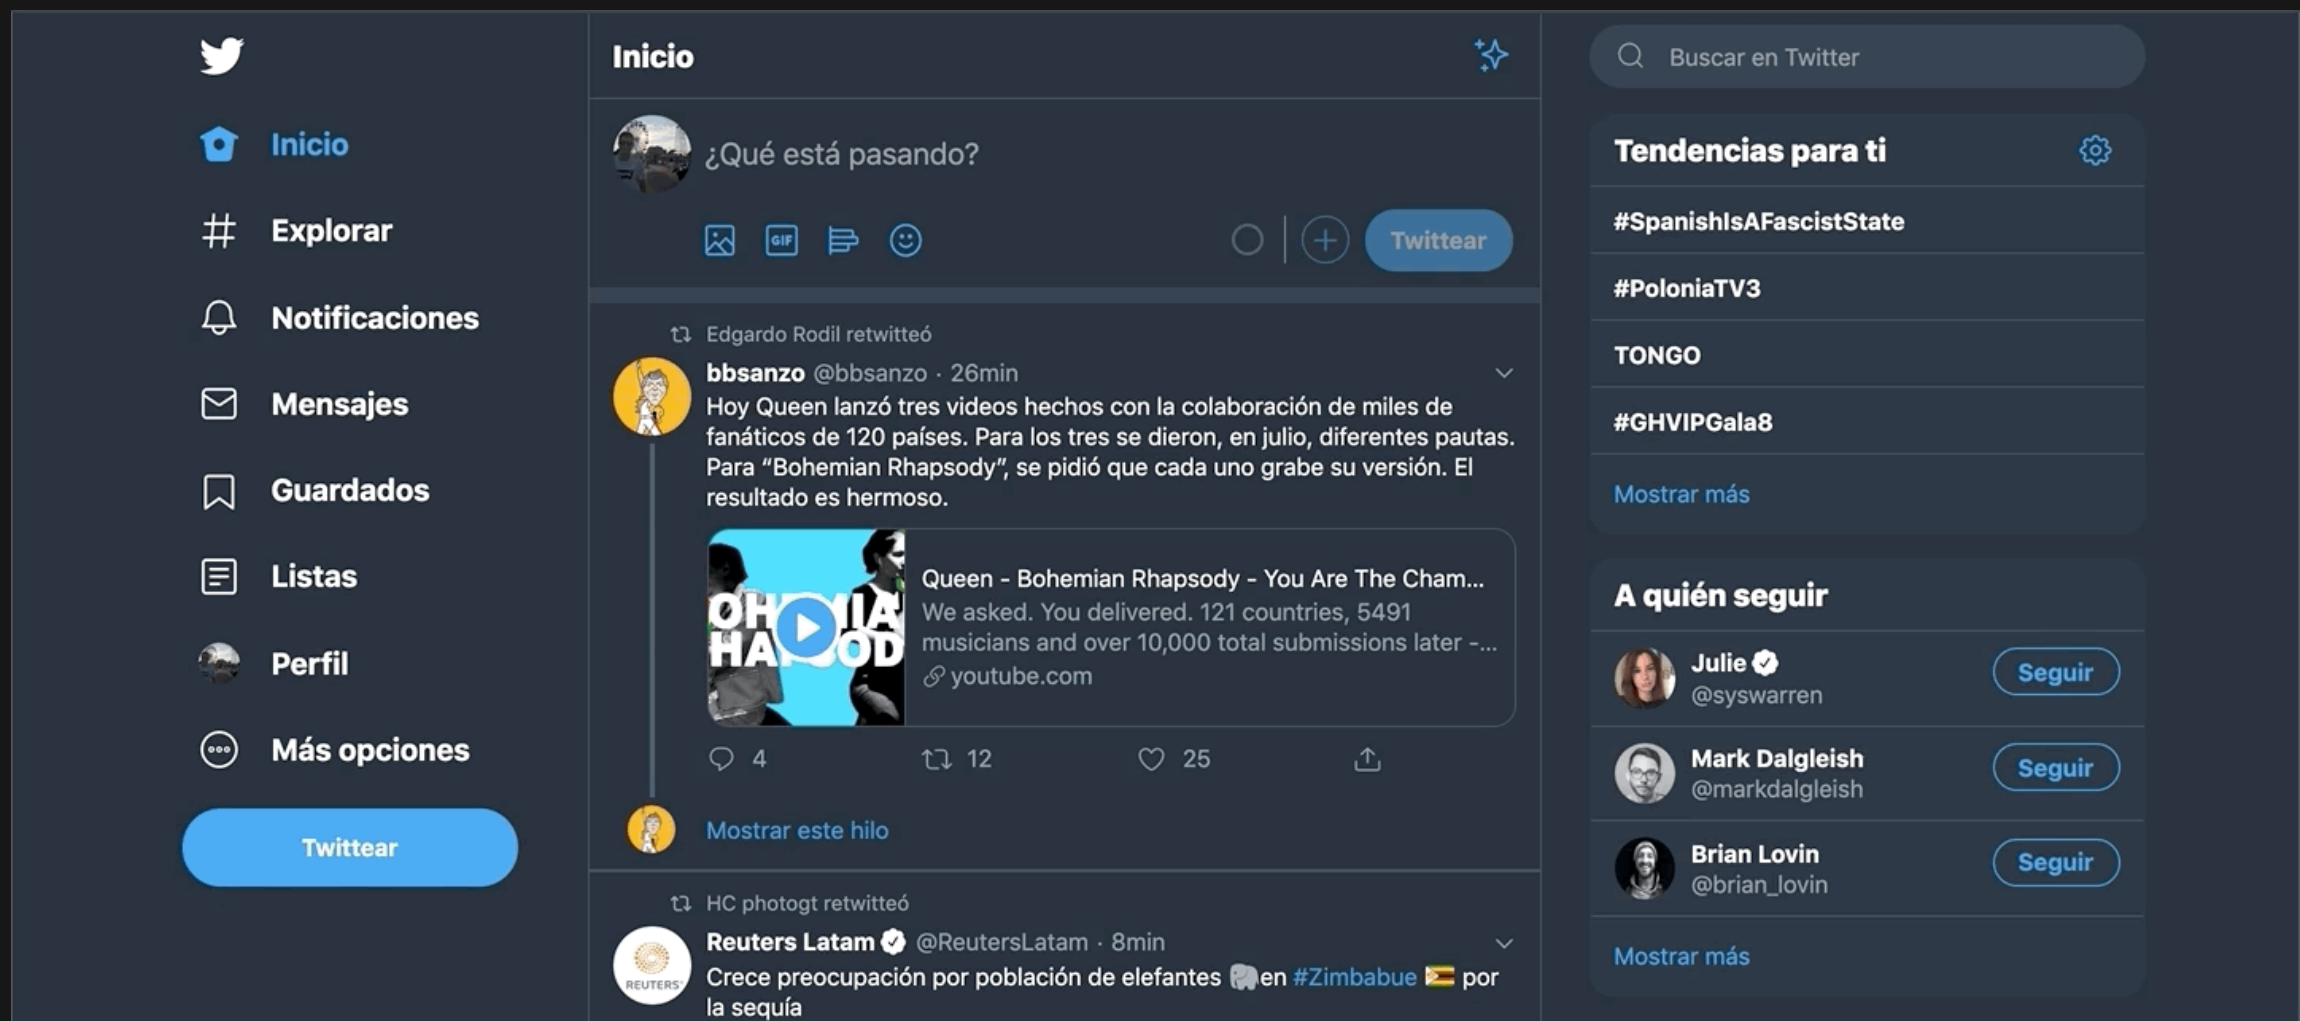 Inicio
Explorar
Notificaciones
Mensajes
Guardados
Listas
Perfil
Más opciones
Twittear
Inicio
¿Qué está pasando?
GIF
Twittear
Edgardo Rodil retwitteó
bbsanzo @bbsanzo · 26min
Hoy Queen lanzó tres videos hechos con la colaboración de miles de
fanáticos de 120 países. Para los tres se dieron, en julio, diferentes pautas.
Para “Bohemian Rhapsody”, se pidió que cada uno grabe su versión. El
resultado es hermoso.
OHEMIA
HAPSOD
Queen - Bohemian Rhapsody - You Are The Cham...
We asked. You delivered. 121 countries, 5491
musicians and over 10,000 total submissions later -...
youtube.com
4 12 25
Mostrar este hilo
HC photogt retwitteó
Reuters Latam @ReutersLatam · 8min
REUTERS
Crece preocupación por población de elefantes 🐘en #Zimbabue 🇿🇼 por
la sequía
Buscar en Twitter
Tendencias para ti
#SpanishIsAFascistState
#PoloniaTV3
TONGO
#GHVIPGala8
Mostrar más
A quién seguir
Julie
@syswarren
Seguir
Mark Dalgleish
@markdalgleish
Seguir
Brian Lovin
@brian_lovin
Seguir
Mostrar más